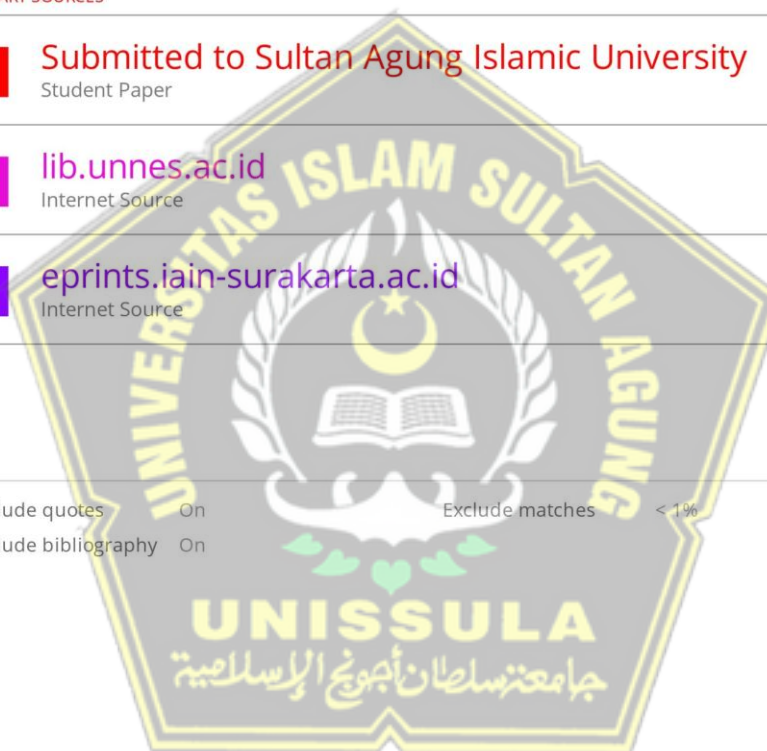 ARY SOURCES
Submitted to Sultan Agung Islamic University
Student Paper
lib.unnes.ac.id
Internet Source
eprints.iain-surakarta.ac.id
Internet Source
UNIVERSITAS ISLAM SULTAN AGUNG
ude quotes On Exclude matches < 1%
ude bibliography On
UNISSULA
جامعة سلطان أجونج الإسلامية